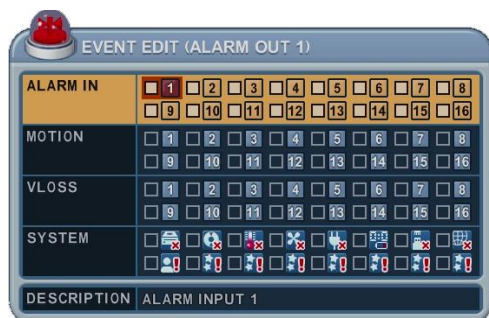 EVENT EDIT (ALARM OUT 1)
ALARM IN 1 2 3 4 5 6 7 8
9 10 11 12 13 14 15 16
MOTION 1 2 3 4 5 6 7 8
9 10 11 12 13 14 15 16
VLOSS 1 2 3 4 5 6 7 8
9 10 11 12 13 14 15 16
SYSTEM
DESCRIPTION ALARM INPUT 1